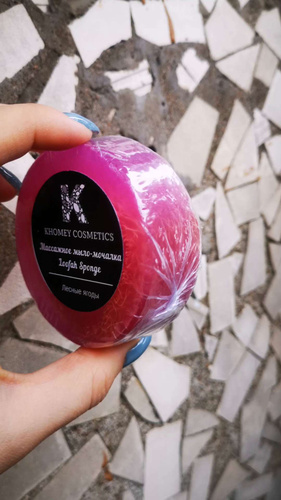 K
KHOMEY COSMETICS
Массажное мыло-мочалка
Loofah Sponge
Лесные ягоды